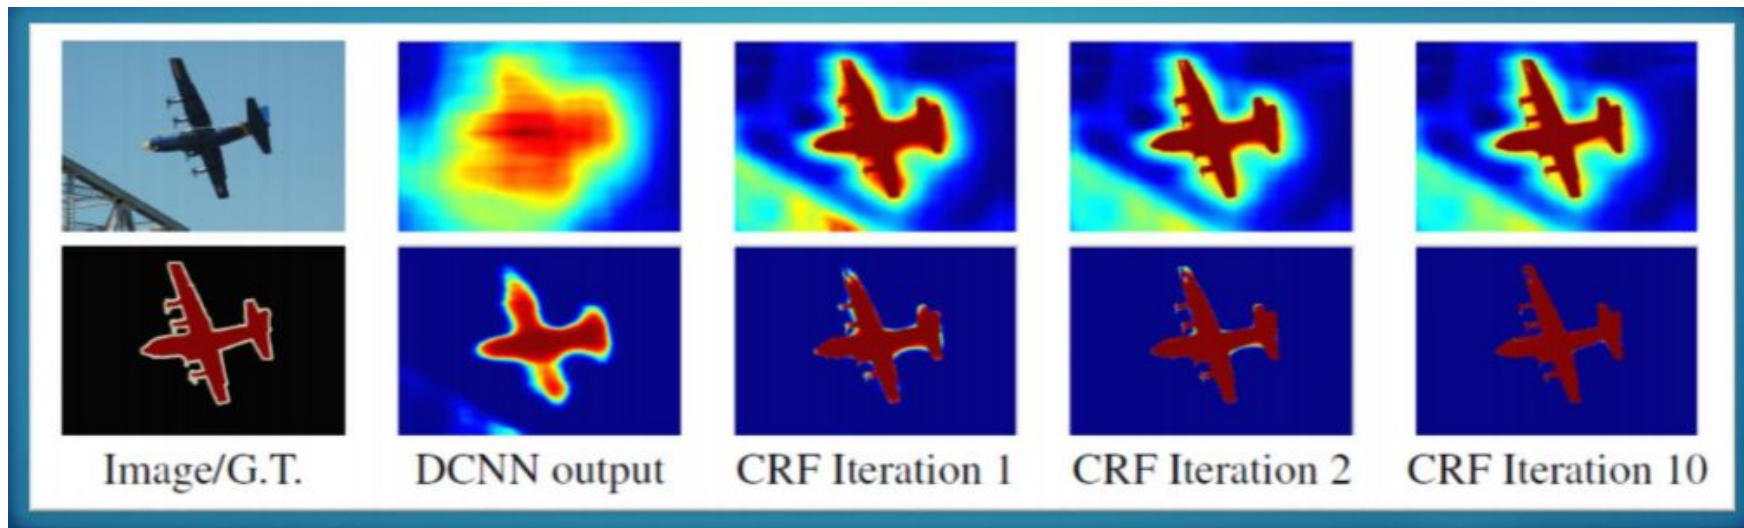 Image/G.T.
DCNN output
CRF Iteration 1
CRF Iteration 2
CRF Iteration 10